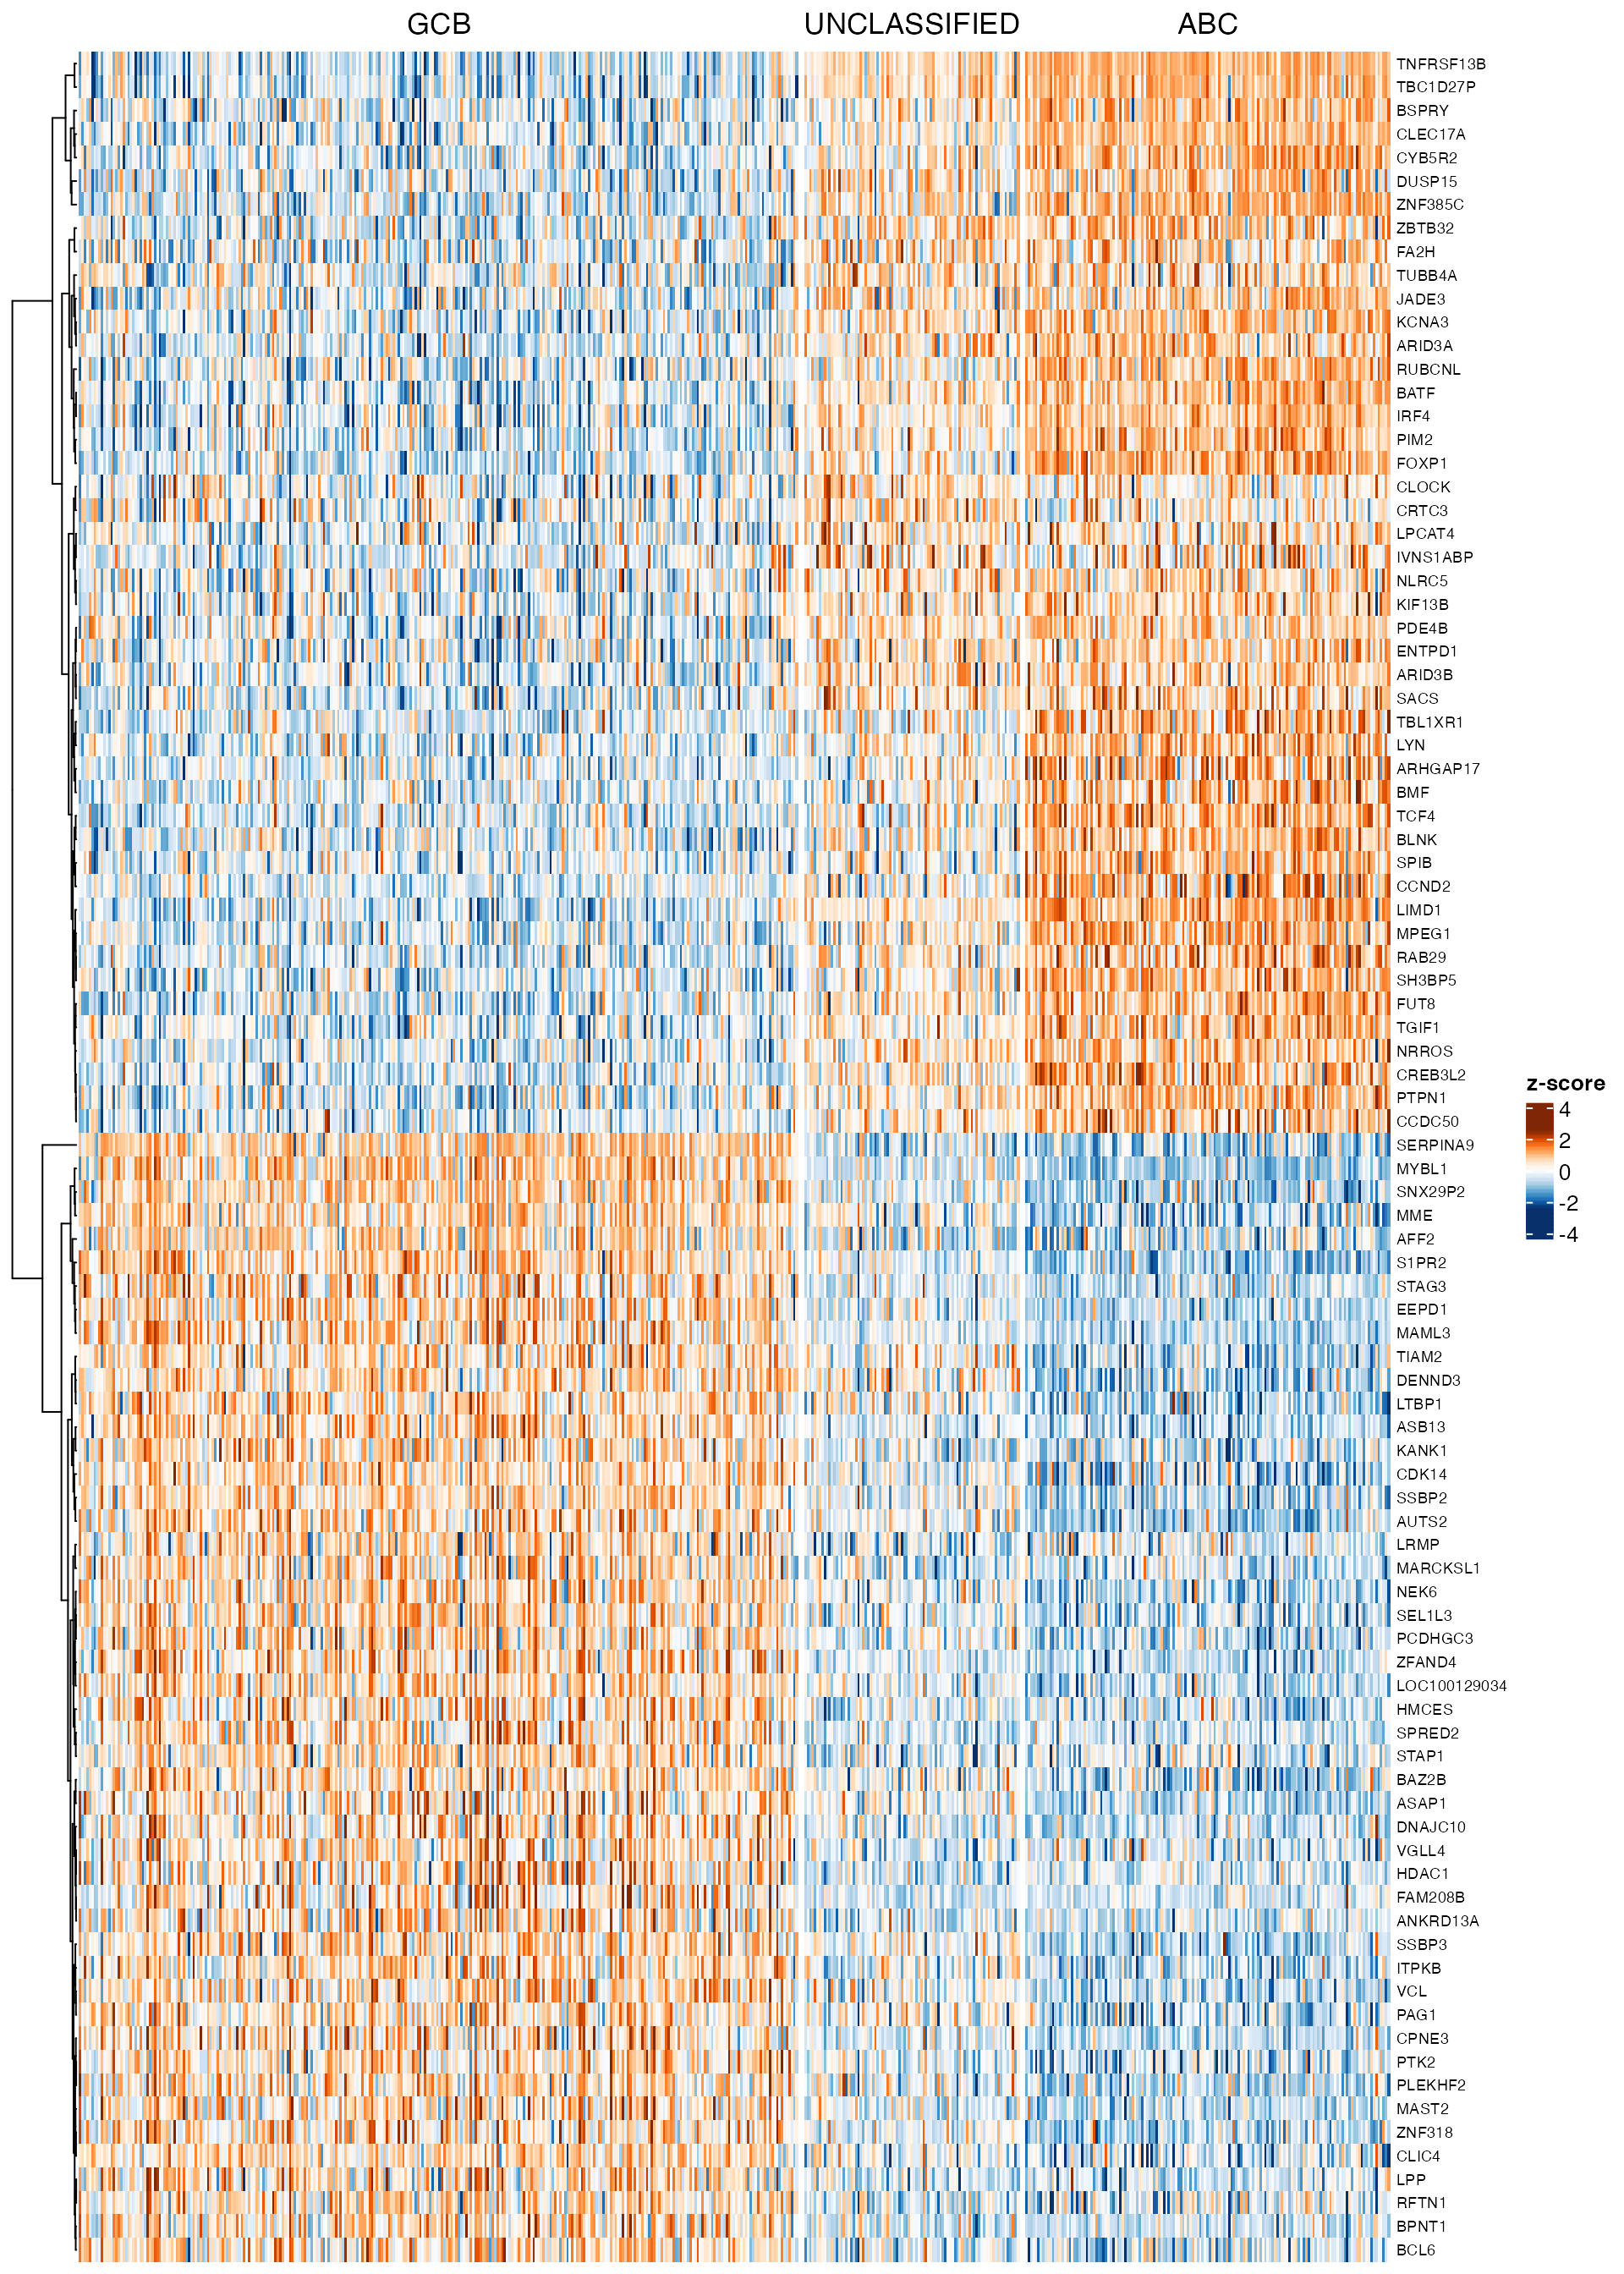 GCB UNCLASSIFIED ABC
TNFRSF13B
TBC1D27P
BSPRY
CLEC17A
CYB5R2
DUSP15
ZNF385C
ZBTB32
FA2H
TUBB4A
JADE3
KCNA3
ARID3A
RUBCNL
BATF
IRF4
PIM2
FOXP1
CLOCK
CRTC3
LPCAT4
IVNS1ABP
NLRC5
KIF13B
PDE4B
ENTPD1
ARID3B
SACS
TBL1XR1
LYN
ARHGAP17
BMF
TCF4
BLNK
SPIB
CCND2
LIMD1
MPEG1
RAB29
SH3BP5
FUT8
TGIF1
NRROS
CREB3L2
PTPN1
CCDC50
SERPINA9
MYBL1
SNX29P2
MME
AFF2
S1PR2
STAG3
EEPD1
MAML3
TIAM2
DENND3
LTBP1
ASB13
KANK1
CDK14
SSBP2
AUTS2
LRMP
MARCKSL1
NEK6
SEL1L3
PCDHGC3
ZFAND4
LOC100129034
HMCES
SPRED2
STAP1
BAZ2B
ASAP1
DNAJC10
VGLL4
HDAC1
FAM208B
ANKRD13A
SSBP3
ITPKB
VCL
PAG1
CPNE3
PTK2
PLEKHF2
MAST2
ZNF318
CLIC4
LPP
RFTN1
BPNT1
BCL6
z-score
4
2
0
-2
-4